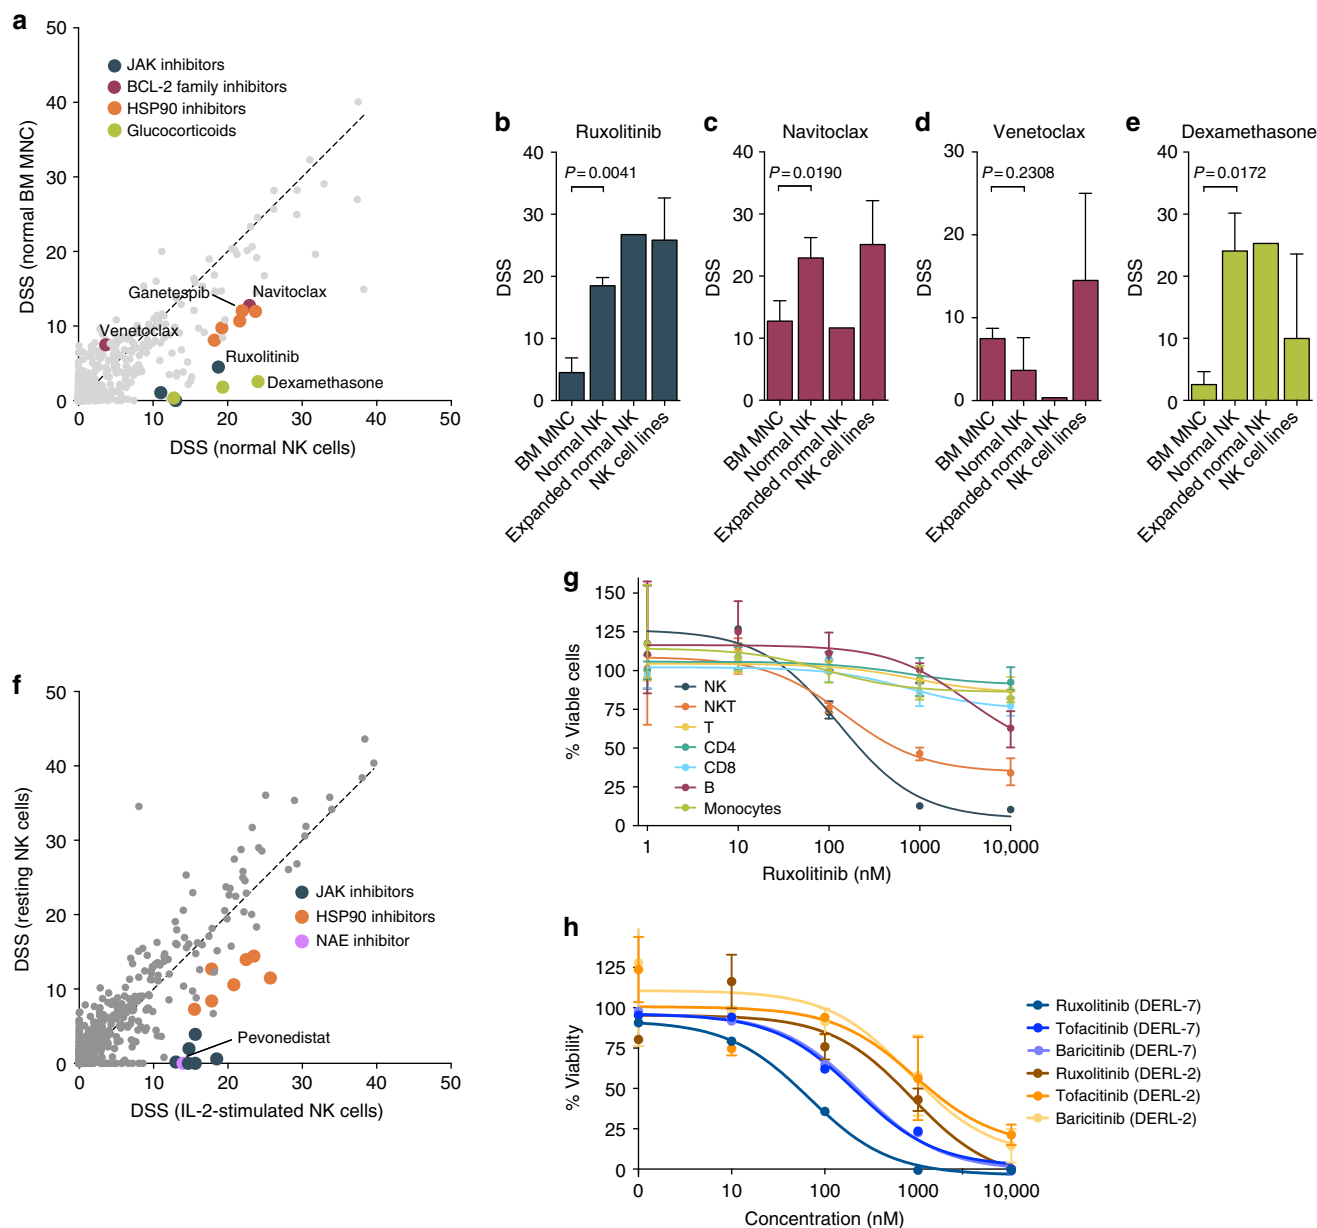 a
50
40
30
20
10
0
0
10
20
30
40
50
DSS (normal BM MNC)
DSS (normal NK cells)
JAK inhibitors
BCL-2 family inhibitors
HSP90 inhibitors
Glucocorticoids
Ganetespib
Navitoclax
Venetoclax
Ruxolitinib
Dexamethasone
b
Ruxolitinib
P = 0.0041
DSS
40
30
20
10
0
BM MNC
Normal NK
Expanded normal NK
NK cell lines
c
Navitoclax
P = 0.0190
DSS
40
30
20
10
0
BM MNC
Normal NK
Expanded normal NK
NK cell lines
d
Venetoclax
P = 0.2308
DSS
30
20
10
0
BM MNC
Normal NK
Expanded normal NK
NK cell lines
e
Dexamethasone
P = 0.0172
DSS
40
30
20
10
0
BM MNC
Normal NK
Expanded normal NK
NK cell lines
f
50
40
30
20
10
0
0
10
20
30
40
50
DSS (resting NK cells)
DSS (IL-2-stimulated NK cells)
JAK inhibitors
HSP90 inhibitors
NAE inhibitor
Pevonedistat
g
150
125
100
75
50
25
0
% Viable cells
NK
NKT
T
CD4
CD8
B
Monocytes
1
10
100
1000
10,000
Ruxolitinib (nM)
h
125
100
75
50
25
0
% Viability
0
10
100
1000
10,000
Concentration (nM)
Ruxolitinib (DERL-7)
Tofacitinib (DERL-7)
Baricitinib (DERL-7)
Ruxolitinib (DERL-2)
Tofacitinib (DERL-2)
Baricitinib (DERL-2)